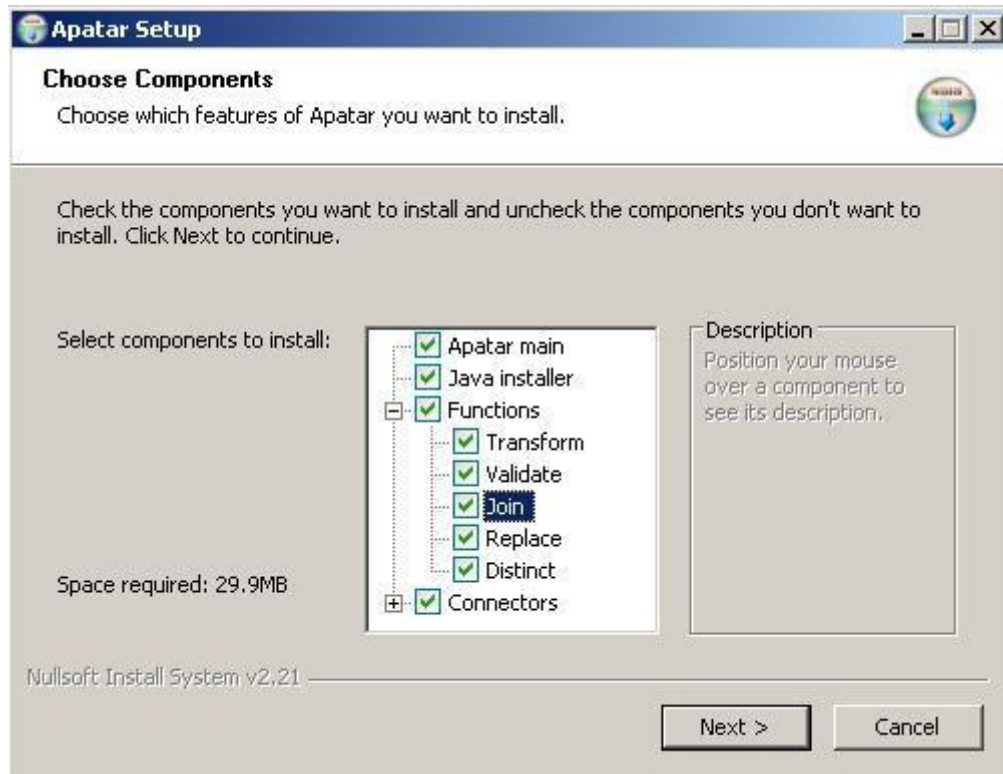 Apatar Setup
Choose Components
Choose which features of Apatar you want to install.
Check the components you want to install and uncheck the components you don't want to
install. Click Next to continue.
Select components to install:
Apatar main
Java installer
Functions
Transform
Validate
Join
Replace
Distinct
Connectors
Description
Position your mouse
over a component to
see its description.
Space required: 29.9MB
Nullsoft Install System v2.21
Next >
Cancel